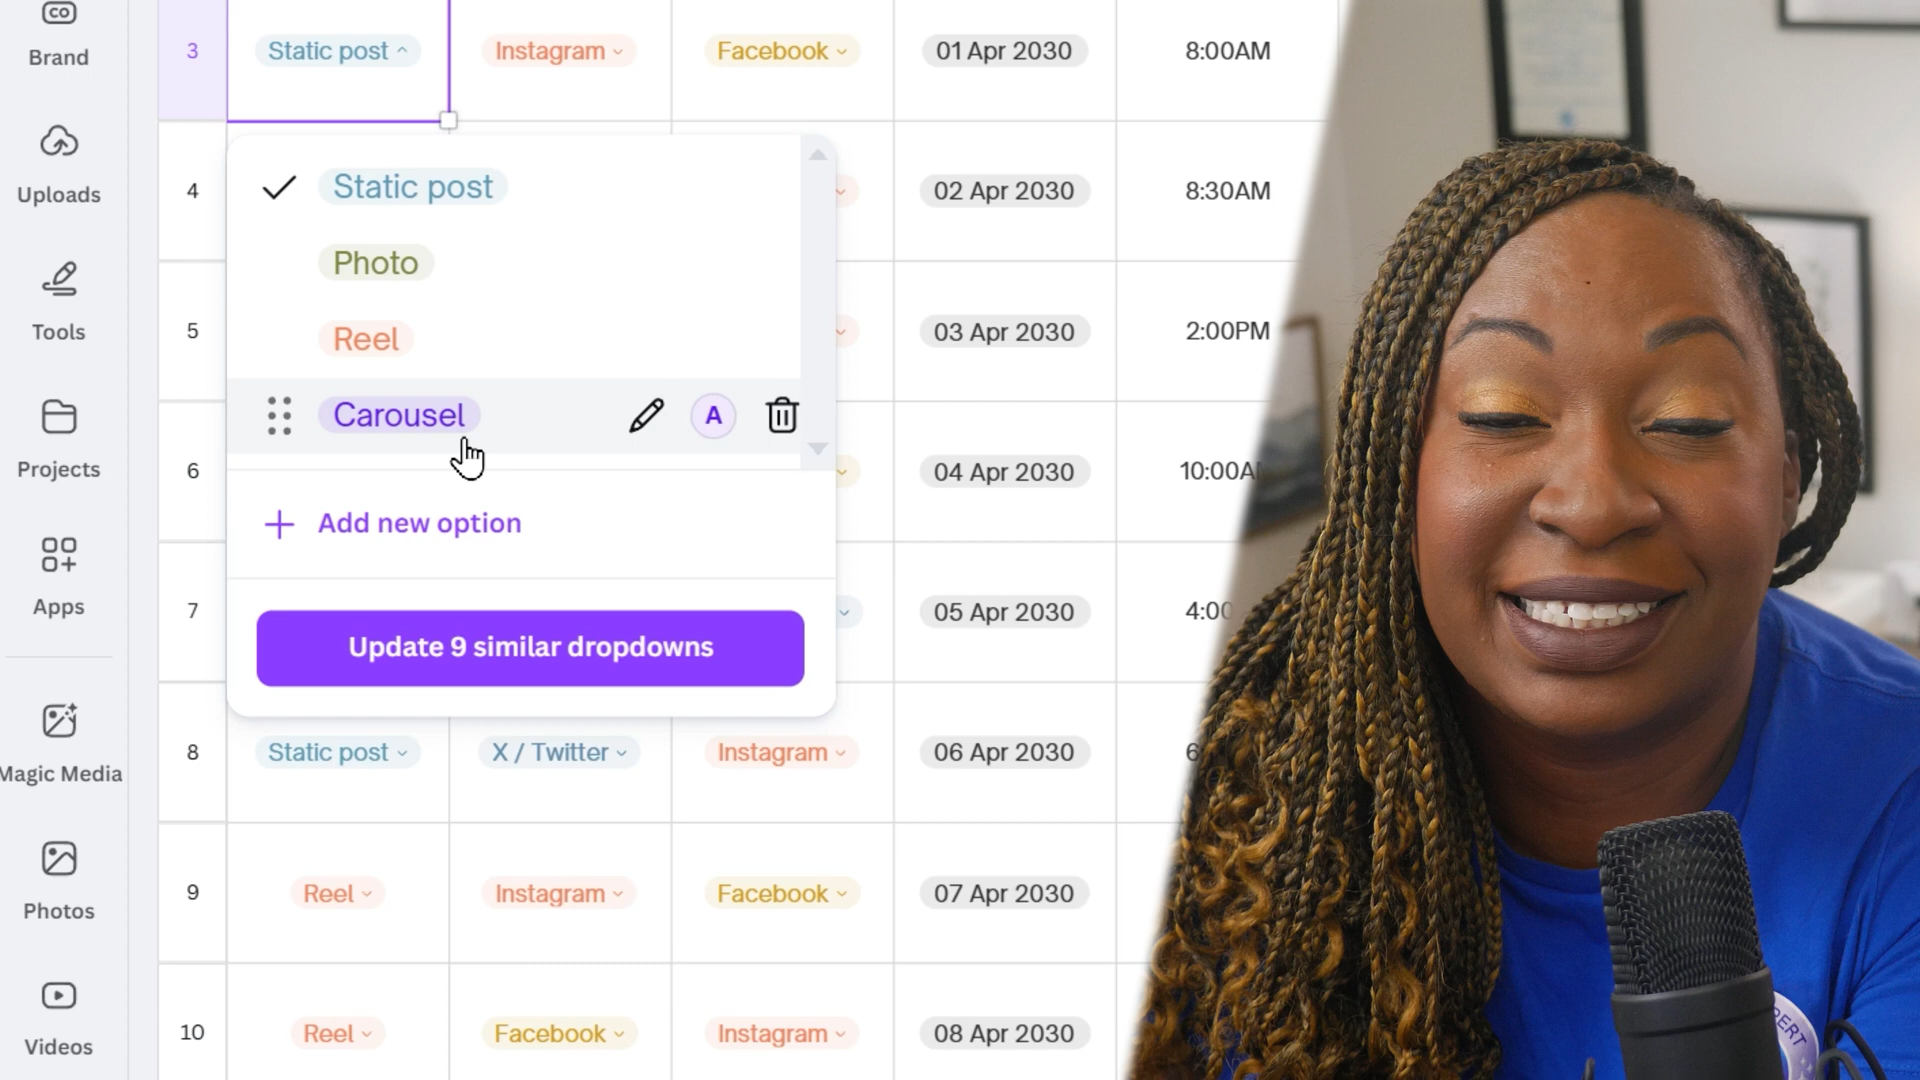 Brand
Uploads
Tools
Projects
Apps
Magic Media
Photos
Videos
3 Static post Instagram Facebook 01 Apr 2030 8:00AM
4 02 Apr 2030 8:30AM
5 03 Apr 2030 2:00PM
6 04 Apr 2030 10:00A
7 05 Apr 2030 4:00
8 Static post X / Twitter Instagram 06 Apr 2030 6
9 Reel Instagram Facebook 07 Apr 2030
10 Reel Facebook Instagram 08 Apr 2030
Static post
Photo
Reel
Carousel A
Add new option
Update 9 similar dropdowns